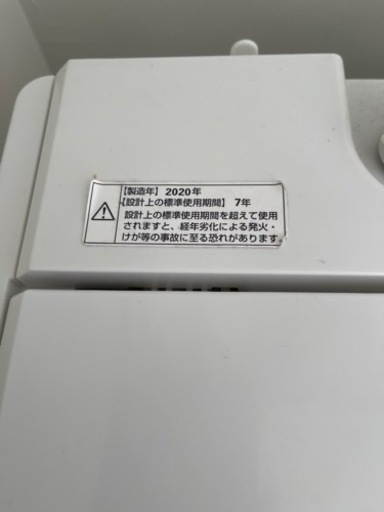 【製造年】 2020年
【設計上の標準使用期間】 7年
設計上の標準使用期間を超えて使用
されますと、経年劣化による発火・
けが等の事故に至る恐れがあります。